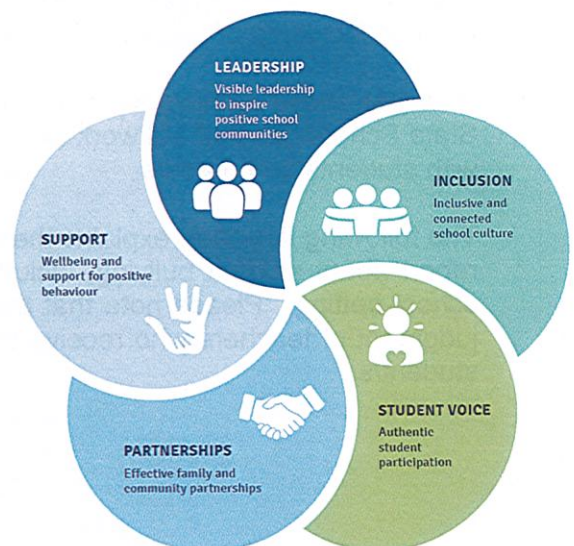 LEADERSHIP
Visible leadership
to inspire
positive school
communities
INCLUSION
Inclusive and
connected
school culture
STUDENT VOICE
Authentic
student
participation
PARTNERSHIPS
Effective family and
community partnerships
SUPPORT
Wellbeing and
support for positive
behaviour